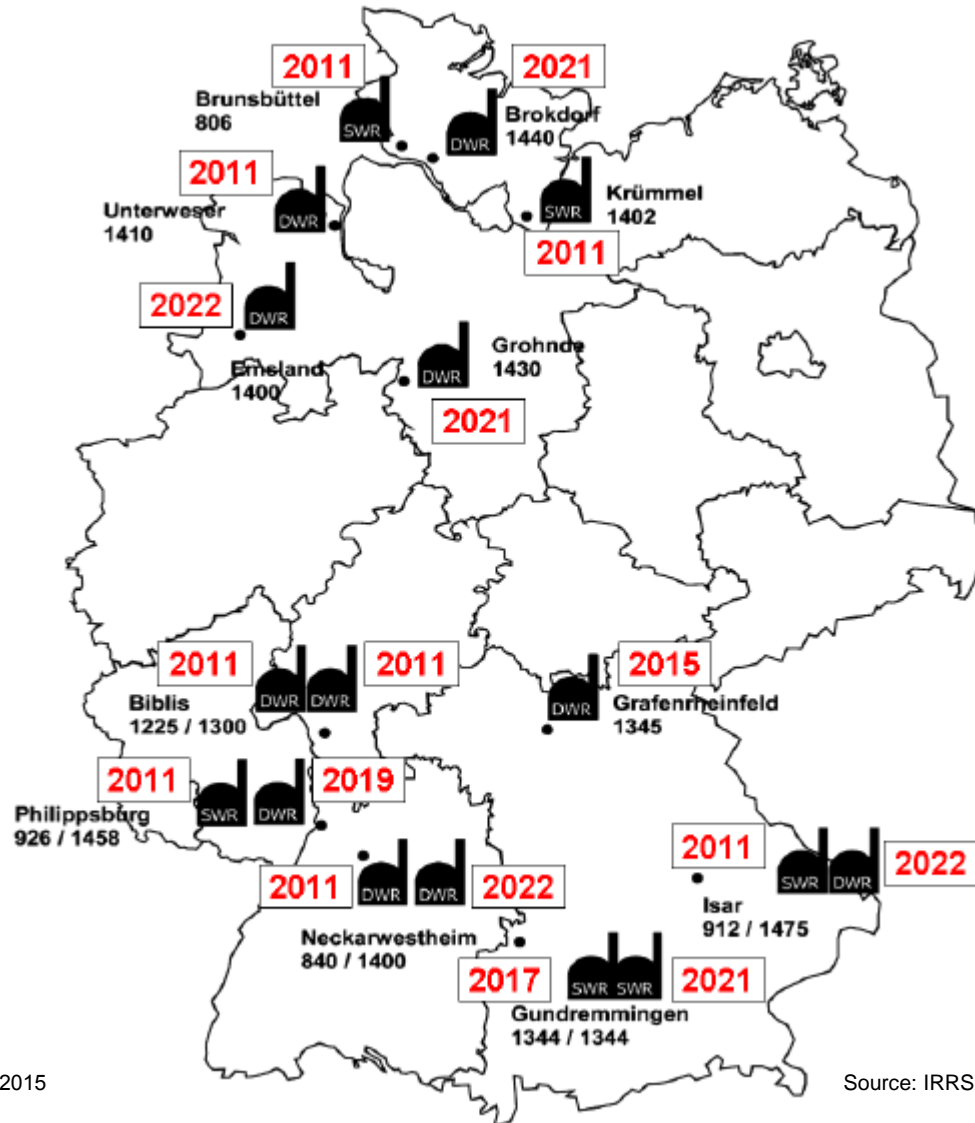 2011
2021
Brunsbüttel
806
SWR
DWR
Brokdorf
1440
2011
Unterweser
1410
DWR
SWR
Krümmel
1402
2011
2022
DWR
Emsland
1400
DWR
Grohnde
1430
2021
2011
DWR
DWR
2011
Biblis
1225 / 1300
2015
DWR
Grafenrheinfeld
1345
2011
SWR
DWR
2019
Philippsburg
926 / 1458
2011
DWR
DWR
2022
Neckarwestheim
840 / 1400
2011
SWR
DWR
2022
Isar
912 / 1475
2017
SWR
SWR
2021
Gundremmingen
1344 / 1344
2015
Source: IRRS